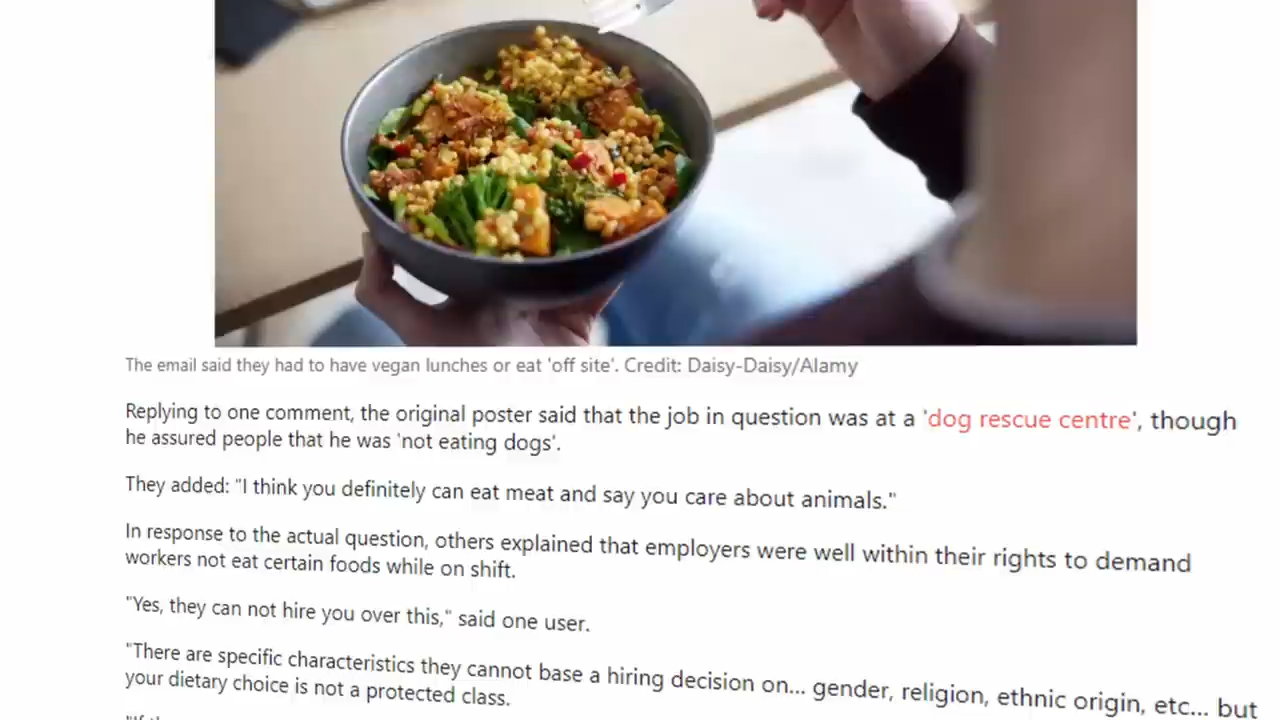 The email said they had to have vegan lunches or eat 'off site'. Credit: Daisy-Daisy/Alamy
Replying to one comment, the original poster said that the job in question was at a 'dog rescue centre', though
he assured people that he was 'not eating dogs'.
They added: "I think you definitely can eat meat and say you care about animals."
In response to the actual question, others explained that employers were well within their rights to demand
workers not eat certain foods while on shift.
"Yes, they can not hire you over this," said one user.
"There are specific characteristics they cannot base a hiring decision on... gender, religion, ethnic origin, etc... but
your dietary choice is not a protected class.